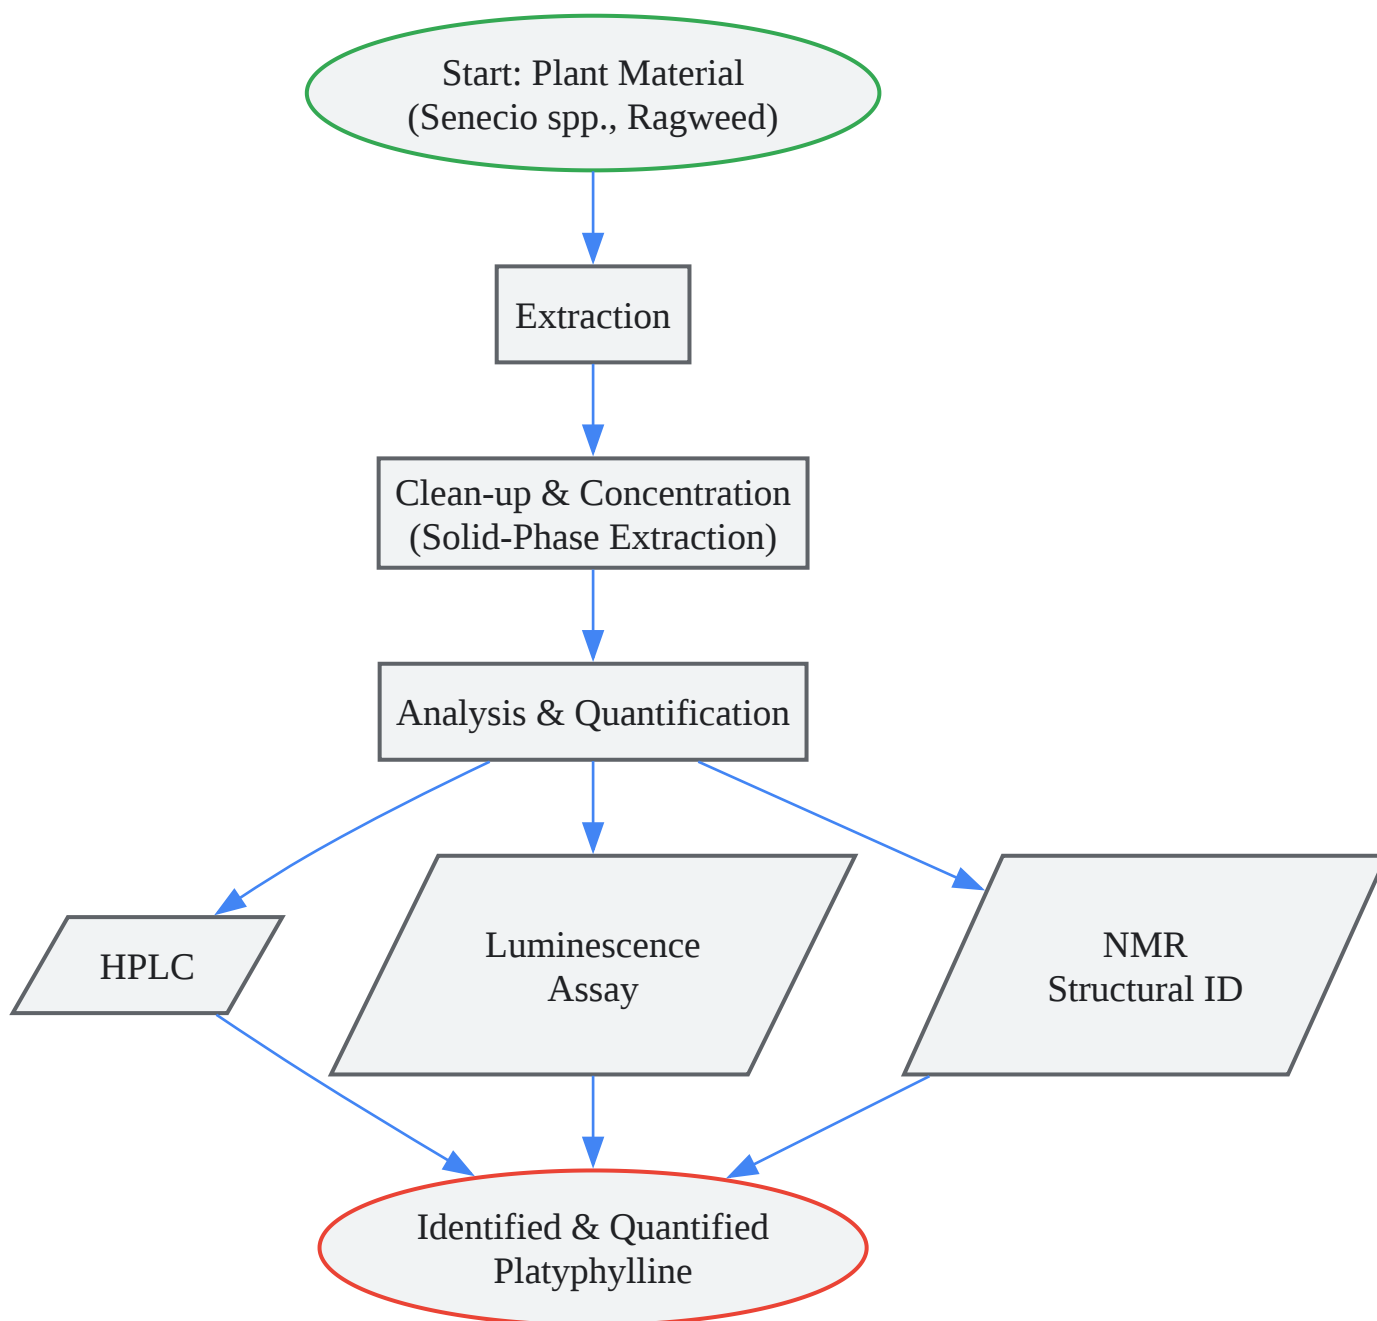 Start: Plant Material
(Senecio spp., Ragweed)
Extraction
Clean-up & Concentration
(Solid-Phase Extraction)
Analysis & Quantification
HPLC
Luminescence
Assay
NMR
Structural ID
Identified & Quantified
Platyphylline